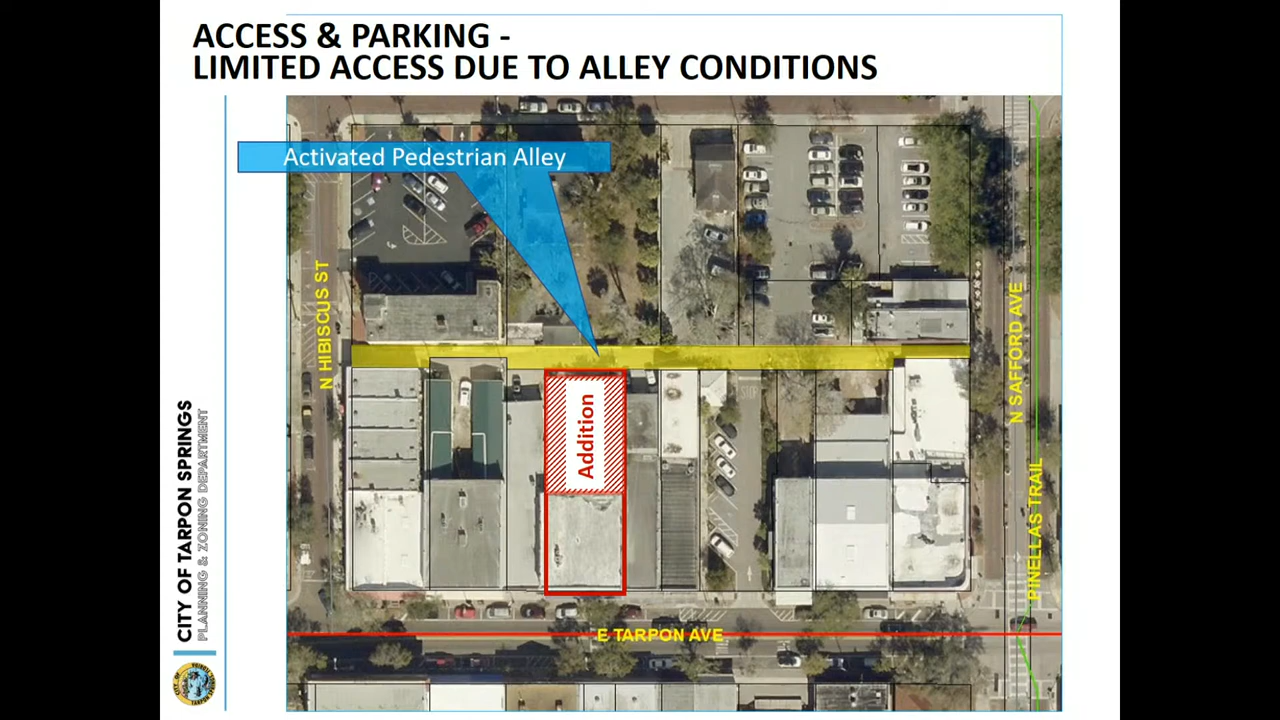 ACCESS & PARKING -
LIMITED ACCESS DUE TO ALLEY CONDITIONS
Activated Pedestrian Alley
N HIBISCUS ST
Addition
N SAFFORD AVE
PINELLAS TRAIL
E TARPON AVE
CITY OF TARPON SPRINGS
PLANNING & ZONING DEPARTMENT